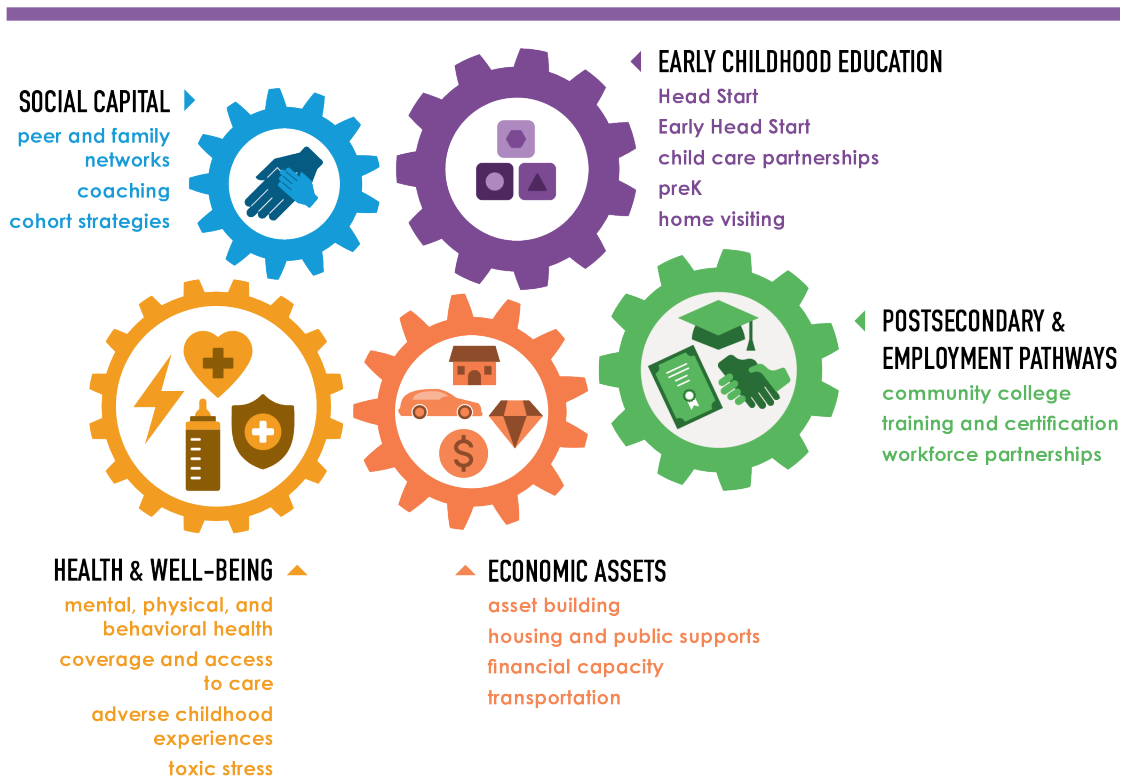 SOCIAL CAPITAL
peer and family
networks
coaching
cohort strategies
EARLY CHILDHOOD EDUCATION
Head Start
Early Head Start
child care partnerships
preK
home visiting
POSTSECONDARY &
EMPLOYMENT PATHWAYS
community college
training and certification
workforce partnerships
HEALTH & WELL-BEING
mental, physical, and
behavioral health
coverage and access
to care
adverse childhood
experiences
toxic stress
$
ECONOMIC ASSETS
asset building
housing and public supports
financial capacity
transportation